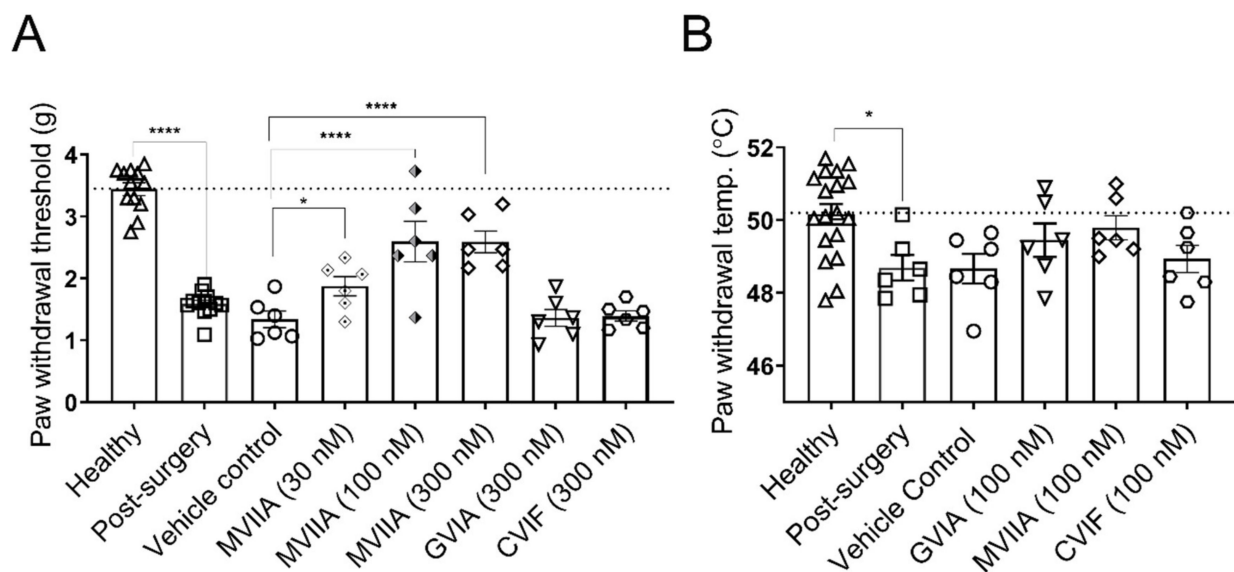 A
Paw withdrawal threshold (g)
4
3
2
1
0
****
****
****
*
Healthy
Post-surgery
Vehicle control
MVIIA (30 nM)
MVIIA (100 nM)
MVIIA (300 nM)
GVIA (300 nM)
CVIF (300 nM)
B
Paw withdrawal temp. (°C)
52
50
48
46
*
Healthy
Post-surgery
Vehicle Control
GVIA (100 nM)
MVIIA (100 nM)
CVIF (100 nM)